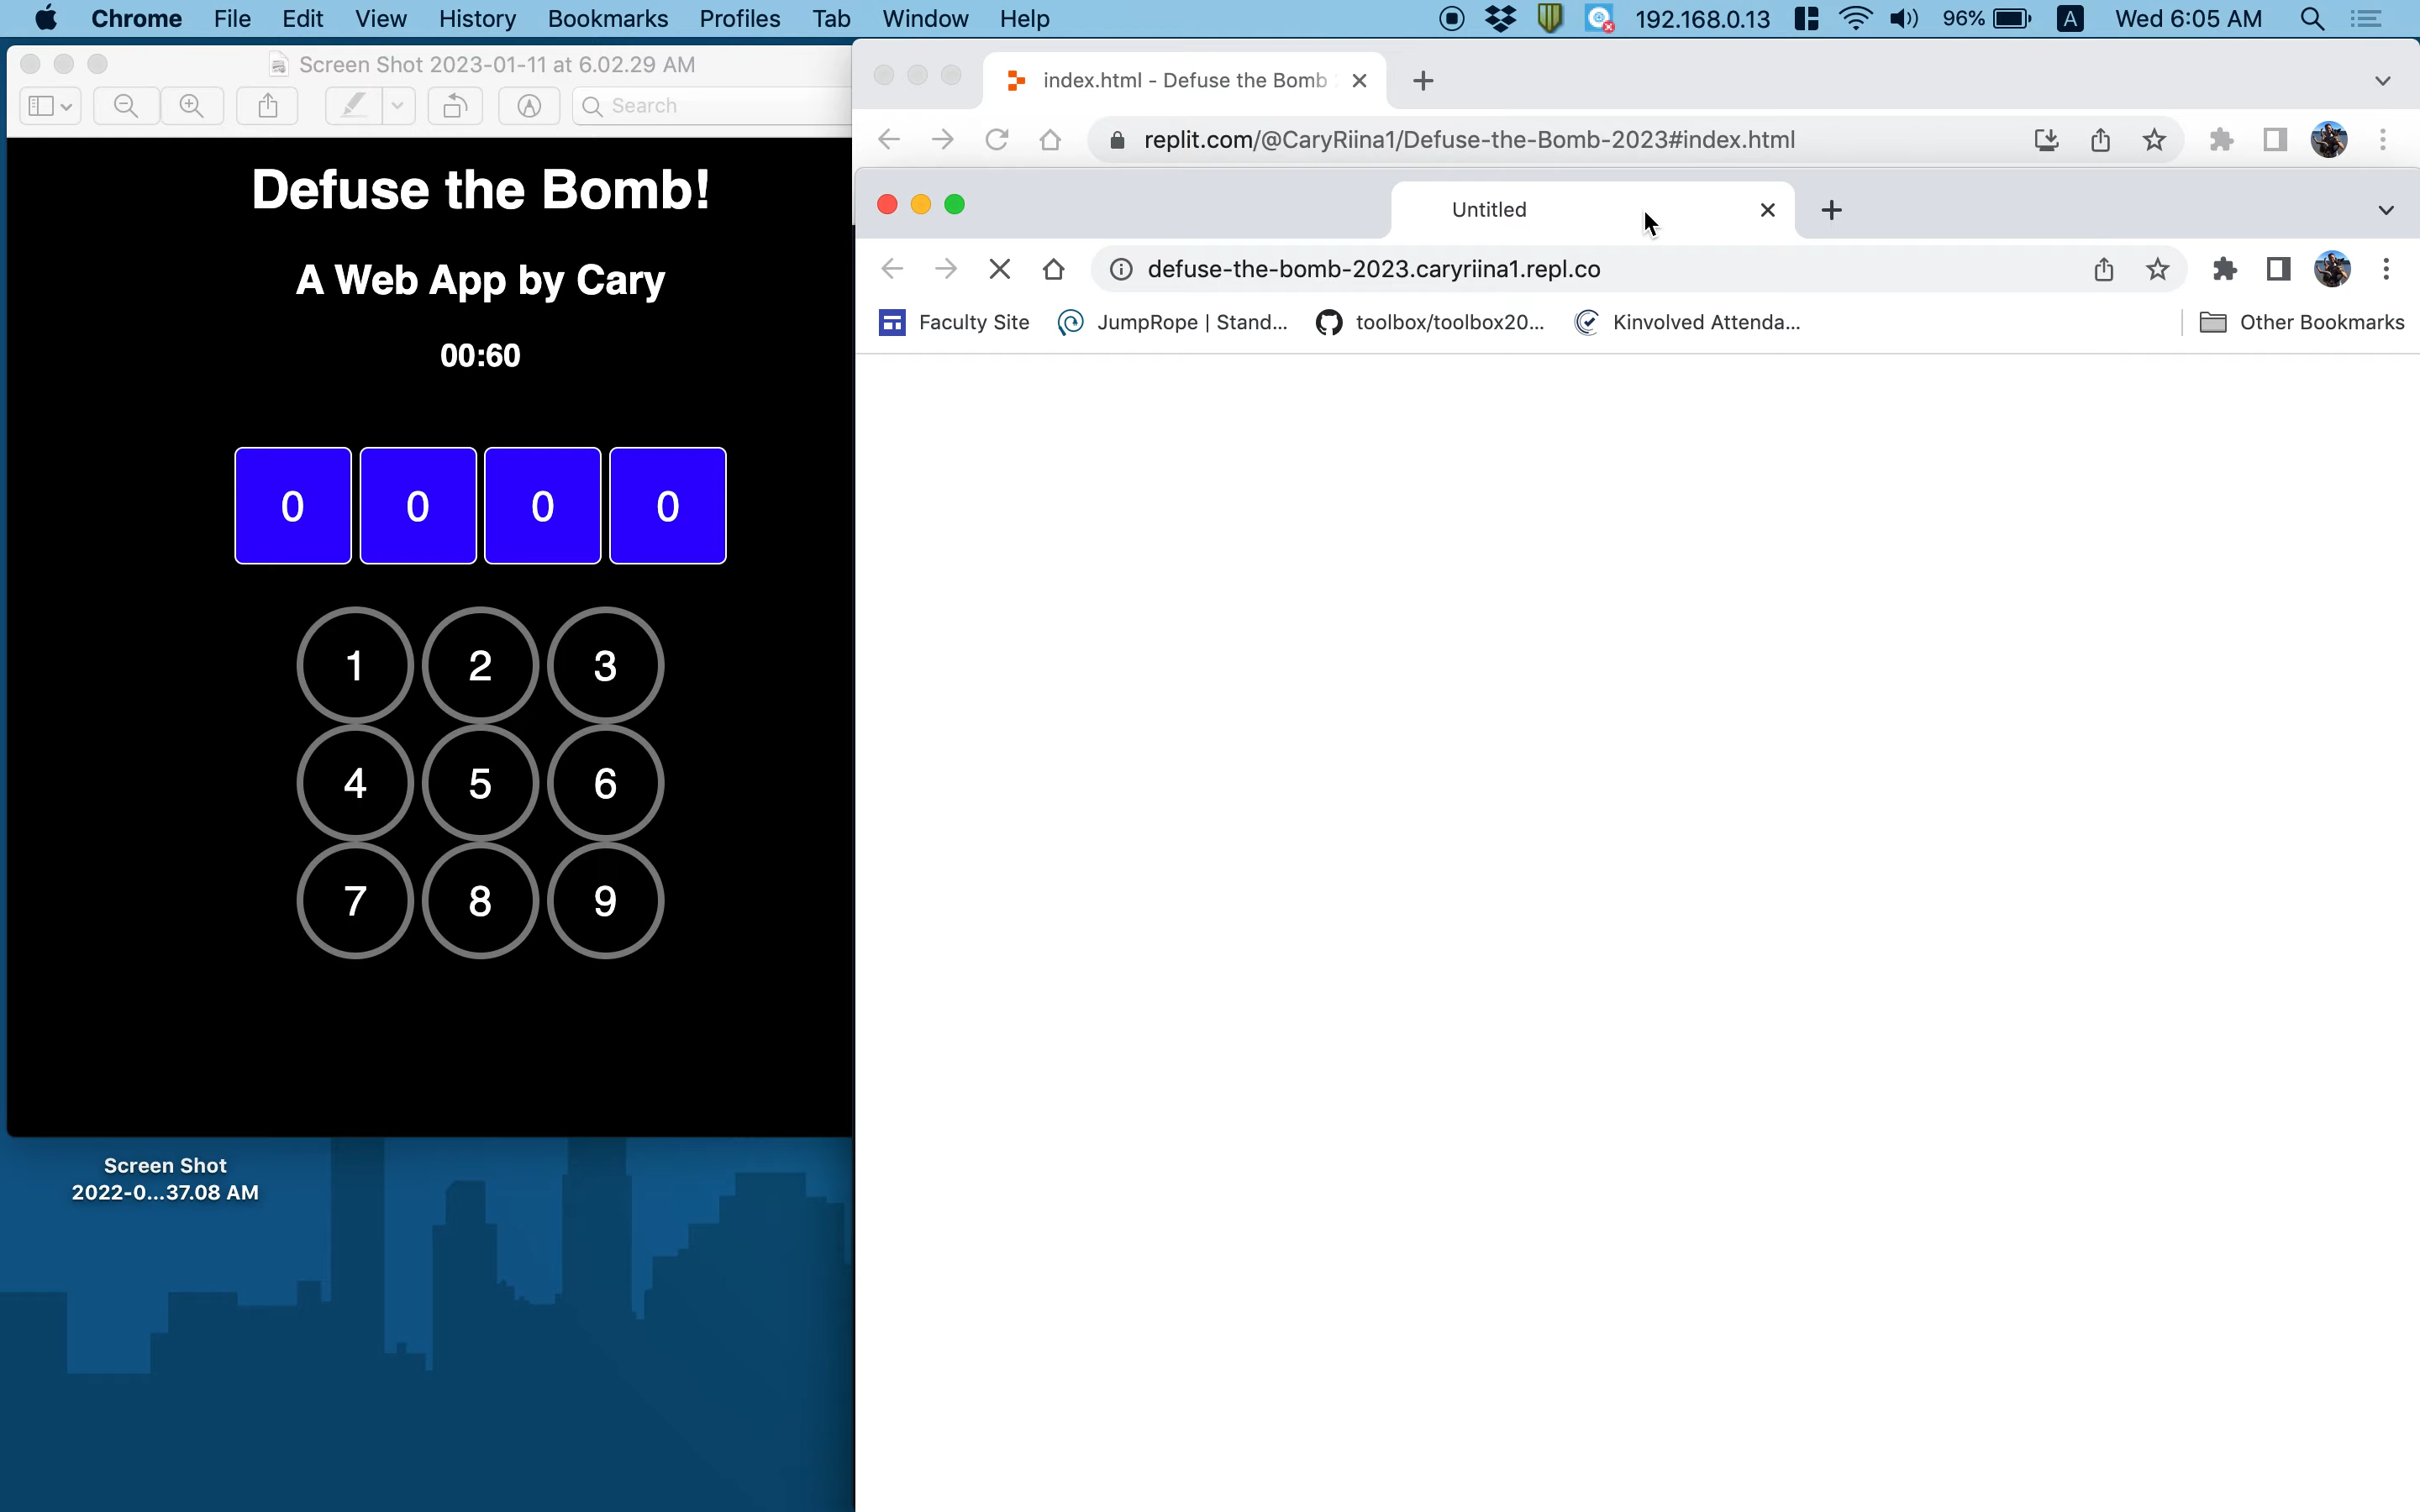 Chrome File Edit View History Bookmarks Profiles Tab Window Help 192.168.0.13 96% A Wed 6:05 AM
Screen Shot 2023-01-11 at 6.02.29 AM
Search
Defuse the Bomb!
A Web App by Cary
00:60
0 0 0 0
1 2 3
4 5 6
7 8 9
Screen Shot
2022-0...37.08 AM
index.html - Defuse the Bomb
replit.com/@CaryRiina1/Defuse-the-Bomb-2023#index.html
Untitled
defuse-the-bomb-2023.caryriina1.repl.co
Faculty Site JumpRope | Stand... toolbox/toolbox20... Kinvolved Attenda... Other Bookmarks